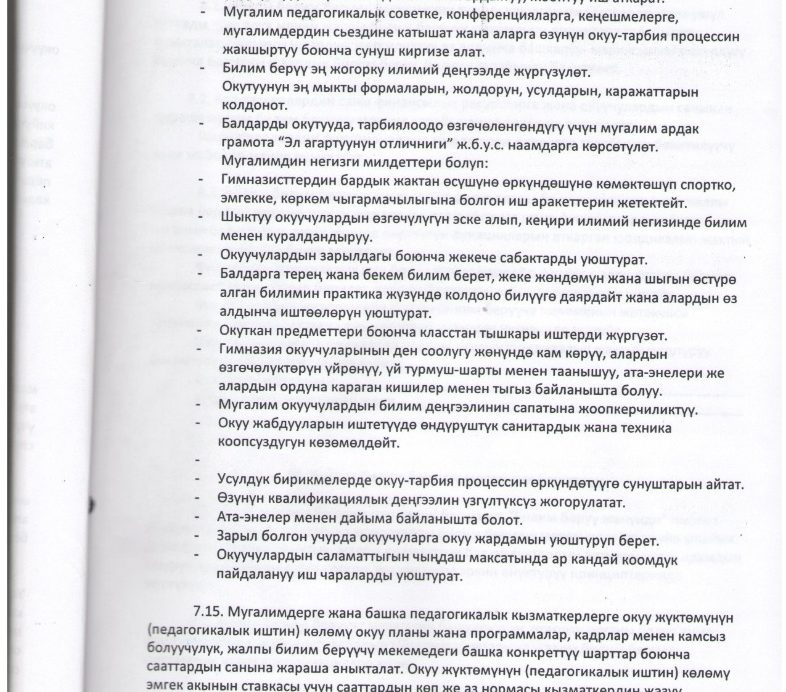 - Мугалим педагогикалык советке, конференцияларга, кеңешмелерге,
мугалимдердин сьездине катышат жана аларга өзүнүн окуу-тарбия процессин
жакшыртуу боюнча сунуш киргизе алат.
- Билим берүү эң жогорку илимий деңгээлде жүргүзүлөт.
Окутуунун эң мыкты формаларын, жолдорун, усулдарын, каражаттарын
колдонот.
- Балдарды окутууда, тарбиялоодо өзгөчөлөнгөндүгү үчүн мугалим ардак
грамота “Эл агартуунун отличниги” ж.б.у.с. наамдарга көрсөтүлөт.
Мугалимдин негизги милдеттери болуп:
- Гимназисттердин бардык жактан өсүшүнө өркүндөшүнө көмөктөшүп спортко,
эмгекке, көркөм чыгармачылыгына болгон иш аракеттерин жетектейт.
- Шыктуу окуучулардын өзгөчүлүгүн эске алып, кеңири илимий негизинде билим
менен куралдандыруу.
- Окуучулардын зарылдагы боюнча жекече сабактарды уюштурат.
- Балдарга терең жана бекем билим берет, жеке жөндөмүн жана шыгын өстүрө
алган билимин практика жүзүндө колдоно билүүгө даярдайт жана алардын өз
алдынча иштөөлөрүн уюштурат.
- Окуткан предметтери боюнча класстан тышкары иштерди жүргүзөт.
- Гимназия окуучуларынын ден соолугу жөнүндө кам көрүү, алардын
өзгөчөлүктөрүн үйрөнүү, үй турмуш-шарты менен таанышуу, ата-энелери же
алардын ордуна караган кишилер менен тыгыз байланышта болуу.
- Мугалим окуучулардын билим деңгээлинин сапатына жоопкерчиликтүү.
- Окуу жабдууларын иштетүүдө өндүрүштүк санитардык жана техника
коопсуздугун көзөмөлдөйт.
-
- Усулдук бирикмелерде окуу-тарбия процессин өркүндөтүүгө сунуштарын айтат.
- Өзүнүн квалификациялык деңгээлин үзгүлтүксүз жогорулатат.
- Ата-энелер менен дайыма байланышта болот.
- Зарыл болгон учурда окуучуларга окуу жардамын уюштуруп берет.
- Окуучулардын саламаттыгын чыңдаш максатында ар кандай коомдук
пайдалануу иш чараларды уюштурат.
7.15. Мугалимдерге жана башка педагогикалык кызматкерлерге окуу жүктөмүнүн
(педагогикалык иштин) көлөмү окуу планы жана программалар, кадрлар менен камсыз
болуучулук, жалпы билим берүүчү мекемедеги башка конкреттүү шарттар боюнча
сааттардын санына жараша аныкталат. Окуу жүктөмүнүн (педагогикалык иштин) көлөмү
эмгек акынын ставкасы үчүн сааттардын көп же аз нормасы кызматкердин жазуу